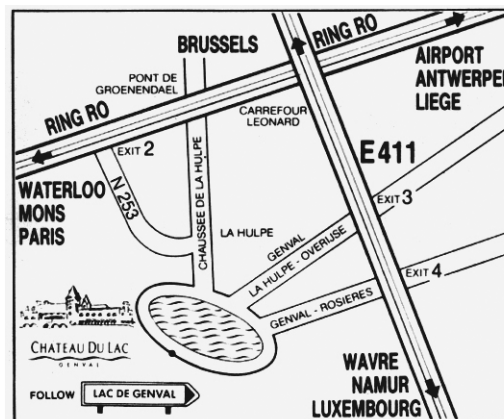 BRUSSELS
RING RO
AIRPORT
ANTWERPEN
LIEGE
PONT DE
GROENENDAEL
CARREFOUR
LEONARD
RING RO
E411
EXIT 2
WATERLOO
MONS
PARIS
N 253
CHAUSSEE DE LA HULPE
LA HULPE
EXIT 3
GENVAL
LA HULPE - OVERIJSE
EXIT 4
GENVAL - ROSIERES
CHATEAU DU LAC
GENVAL
WAVRE
NAMUR
LUXEMBOURG
FOLLOW
LAC DE GENVAL